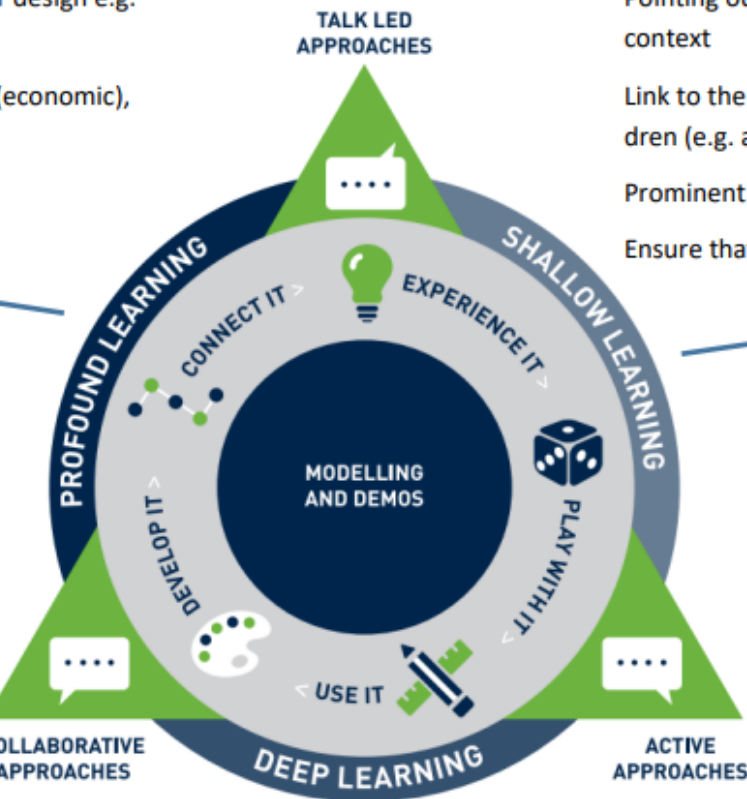 design e.g.
(economic),
TALK LED
APPROACHES
context
Link to the
dren (e.g. a
Prominent
Ensure tha
PROFOUND LEARNING
SHALLOW LEARNING
CONNECT IT >
EXPERIENCE IT >
MODELLING
AND DEMOS
DEVELOP IT >
PLAY WITH IT >
< USE IT
DEEP LEARNING
OLLABORATIVE
APPROACHES
ACTIVE
APPROACHES